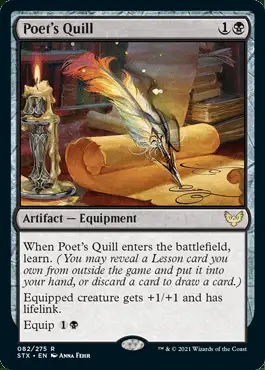 Poet's Quill 1
Artifact — Equipment
When Poet's Quill enters the battlefield,
learn. (You may reveal a Lesson card you
own from outside the game and put it into
your hand, or discard a card to draw a card.)
Equipped creature gets +1/+1 and has
lifelink.
Equip 1
082/275 R
STX • EN Anna Fehr
™ & © 2021 Wizards of the Coast